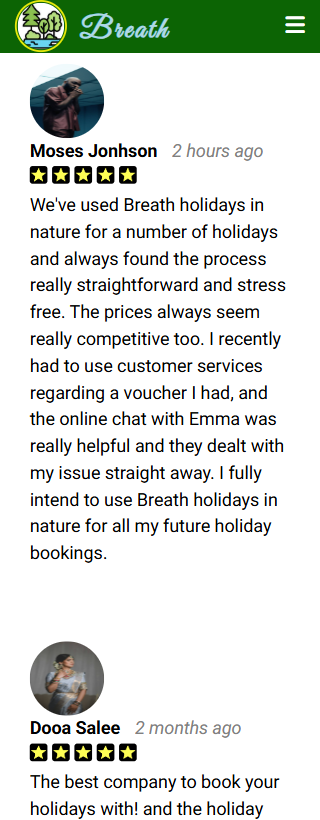 Breath
Moses Jonhson 2 hours ago
We've used Breath holidays in
nature for a number of holidays
and always found the process
really straightforward and stress
free. The prices always seem
really competitive too. I recently
had to use customer services
regarding a voucher I had, and
the online chat with Emma was
really helpful and they dealt with
my issue straight away. I fully
intend to use Breath holidays in
nature for all my future holiday
bookings.
Dooa Salee 2 months ago
The best company to book your
holidays with! and the holiday